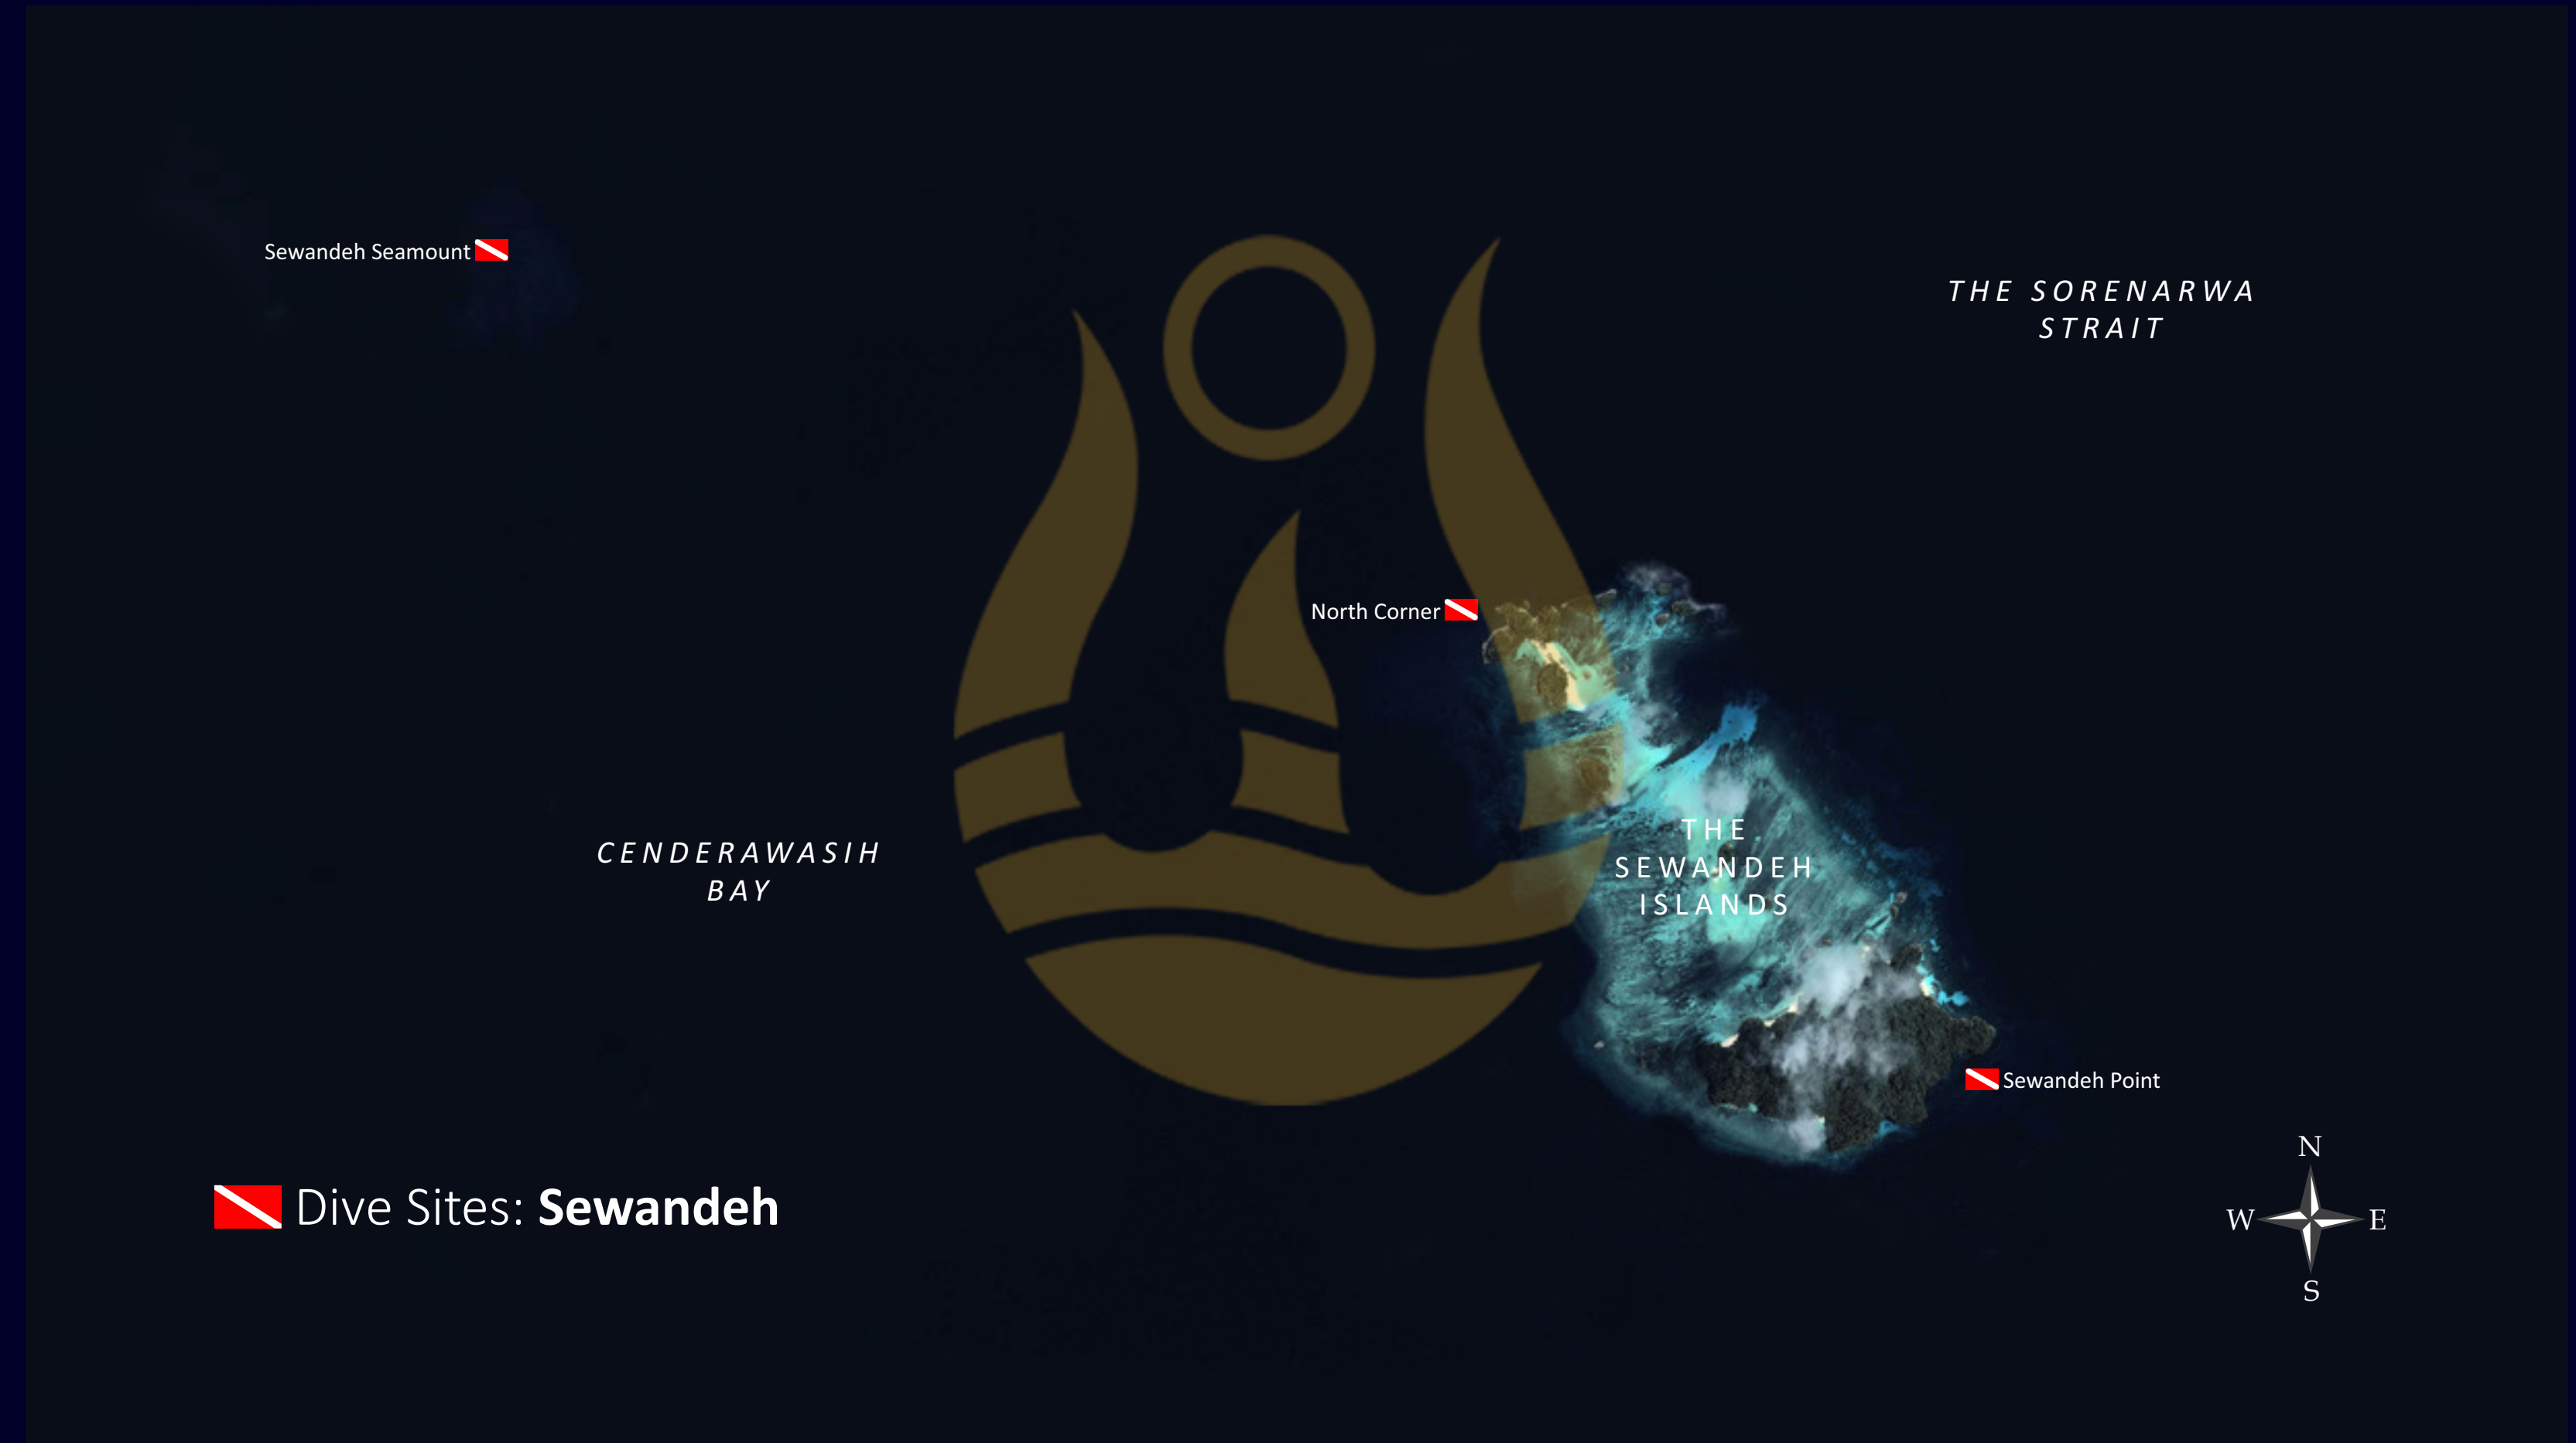 Sewandeh Seamount
THE SORENARWA
STRAIT
North Corner
CENDERAWASIH
BAY
THE
SEWANDEH
ISLANDS
Sewandeh Point
Dive Sites: Sewandeh
N
W
E
S